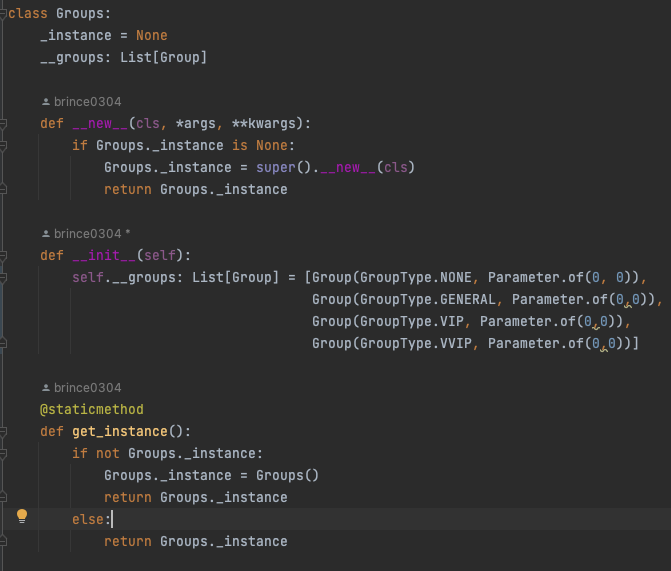 class Groups:
    _instance = None
    __groups: List[Group]

    brince0304
    def __new__(cls, *args, **kwargs):
        if Groups._instance is None:
            Groups._instance = super().__new__(cls)
            return Groups._instance

    brince0304 *
    def __init__(self):
        self.__groups: List[Group] = [Group(GroupType.NONE, Parameter.of(0, 0)),
                                      Group(GroupType.GENERAL, Parameter.of(0,0)),
                                      Group(GroupType.VIP, Parameter.of(0,0)),
                                      Group(GroupType.VVIP, Parameter.of(0,0))]

    brince0304
    @staticmethod
    def get_instance():
        if not Groups._instance:
            Groups._instance = Groups()
            return Groups._instance
        else:
            return Groups._instance